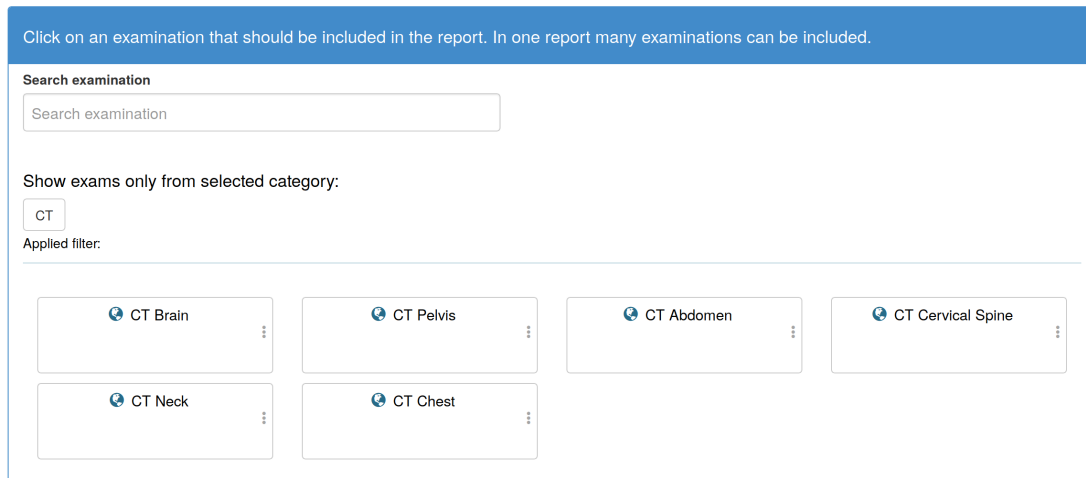 Click on an examination that should be included in the report. In one report many examinations can be included.
Search examination
Search examination
Show exams only from selected category:
CT
Applied filter:
CT Brain
CT Pelvis
CT Abdomen
CT Cervical Spine
CT Neck
CT Chest